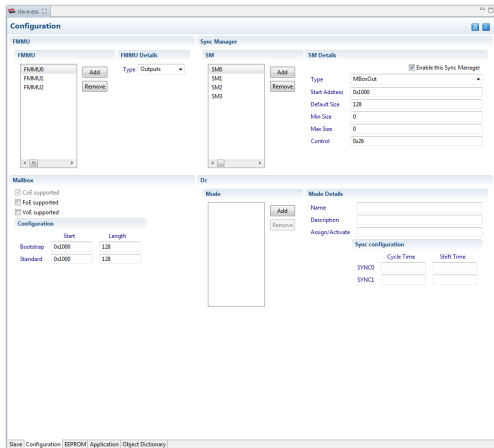 slave.esx
Configuration
FMMU
FMMU
FMMU0
FMMU1
FMMU2
Add
Remove
FMMU Details
Type Outputs
Sync Manager
SM
SM0
SM1
SM2
SM3
Add
Remove
SM Details
Enable this Sync Manager
Type MBoxOut
Start Address 0x1000
Default Size 128
Min Size 0
Max Size 0
Control 0x26
Mailbox
CoE supported
FoE supported
VoE supported
Configuration
Start Length
Bootstrap 0x1000 128
Standard 0x1000 128
Dc
Mode
Add
Remove
Mode Details
Name
Description
Assign/Activate
Sync configuration
Cycle Time Shift Time
SYNC0
SYNC1
Slave Configuration EEPROM Application Object Dictionary